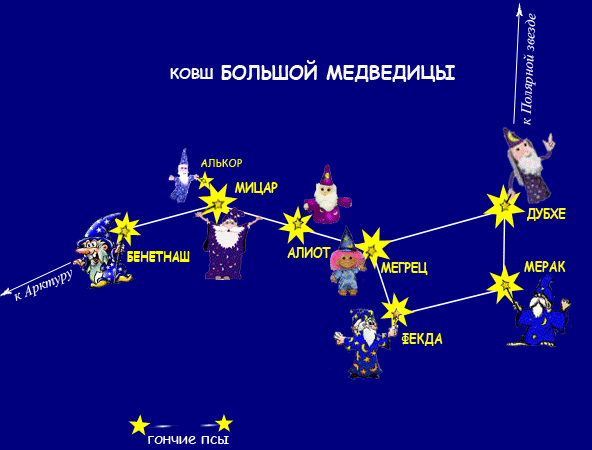 к Полярной звезде
КОВШ БОЛЬШОЙ МЕДВЕДИЦЫ
АЛЬКОР
МИЦАР
ДУБХЕ
БЕНЕТНАШ
АЛИОТ
МЕГРЕЦ
МЕРАК
к Арктуру
ФЕКДА
ГОНЧИЕ ПСЫ